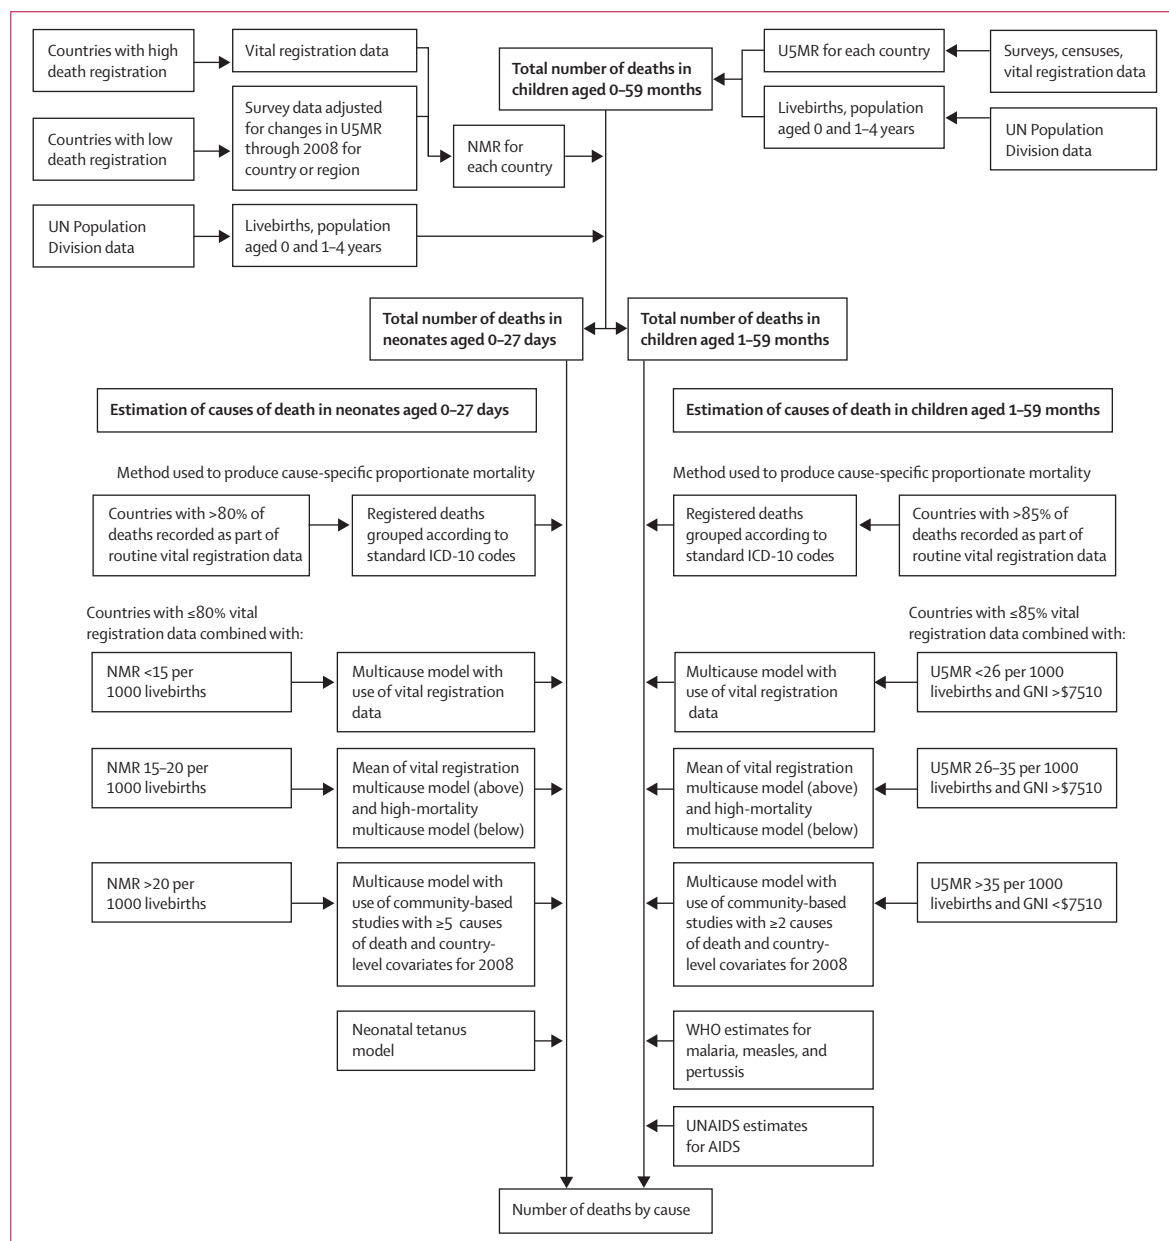 Countries with high
death registration
Vital registration data
Total number of deaths in
children aged 0–59 months
U5MR for each country
Surveys, censuses,
vital registration data
Countries with low
death registration
Survey data adjusted
for changes in U5MR
through 2008 for
country or region
NMR for
each country
Livebirths, population
aged 0 and 1–4 years
UN Population
Division data
UN Population
Division data
Livebirths, population
aged 0 and 1–4 years
Total number of deaths in
neonates aged 0–27 days
Total number of deaths in
children aged 1–59 months
Estimation of causes of death in neonates aged 0–27 days
Estimation of causes of death in children aged 1–59 months
Method used to produce cause-specific proportionate mortality
Method used to produce cause-specific proportionate mortality
Countries with >80% of
deaths recorded as part of
routine vital registration data
Registered deaths
grouped according to
standard ICD-10 codes
Registered deaths
grouped according to
standard ICD-10 codes
Countries with >85% of
deaths recorded as part of
routine vital registration data
Countries with ≤80% vital
registration data combined with:
Countries with ≤85% vital
registration data combined with:
NMR <15 per
1000 livebirths
Multicause model with
use of vital registration
data
Multicause model with
use of vital registration
data
U5MR <26 per 1000
livebirths and GNI >$7510
NMR 15–20 per
1000 livebirths
Mean of vital registration
multicause model (above)
and high-mortality
multicause model (below)
Mean of vital registration
multicause model (above)
and high-mortality
multicause model (below)
U5MR 26–35 per 1000
livebirths and GNI >$7510
NMR >20 per
1000 livebirths
Multicause model with
use of community-based
studies with ≥5 causes
of death and country-
level covariates for 2008
Multicause model with
use of community-based
studies with ≥2 causes
of death and country-
level covariates for 2008
U5MR >35 per 1000
livebirths and GNI <$7510
Neonatal tetanus
model
WHO estimates for
malaria, measles, and
pertussis
UNAIDS estimates
for AIDS
Number of deaths by cause